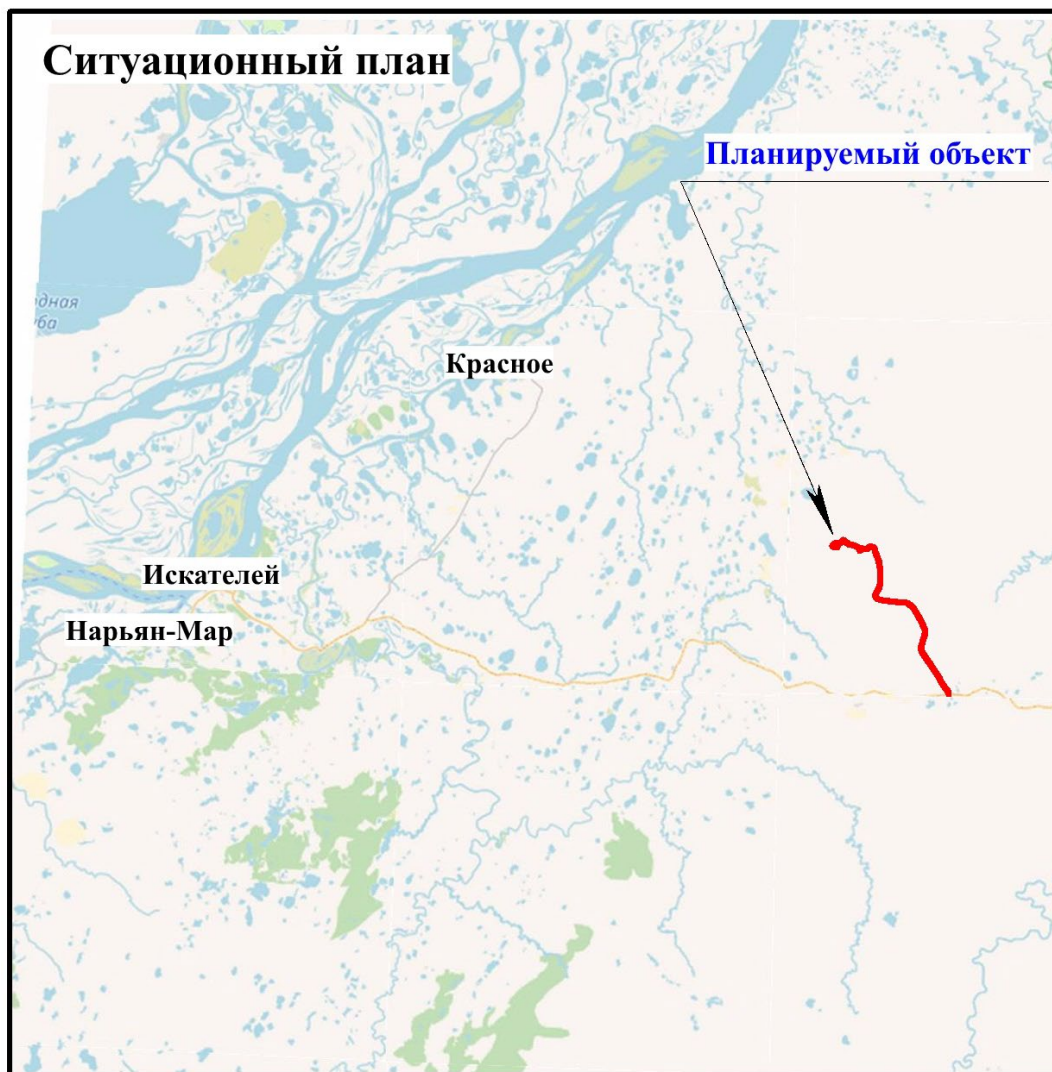 Ситуационный план
Планируемый объект
Красное
Искателей
Нарьян-Мар